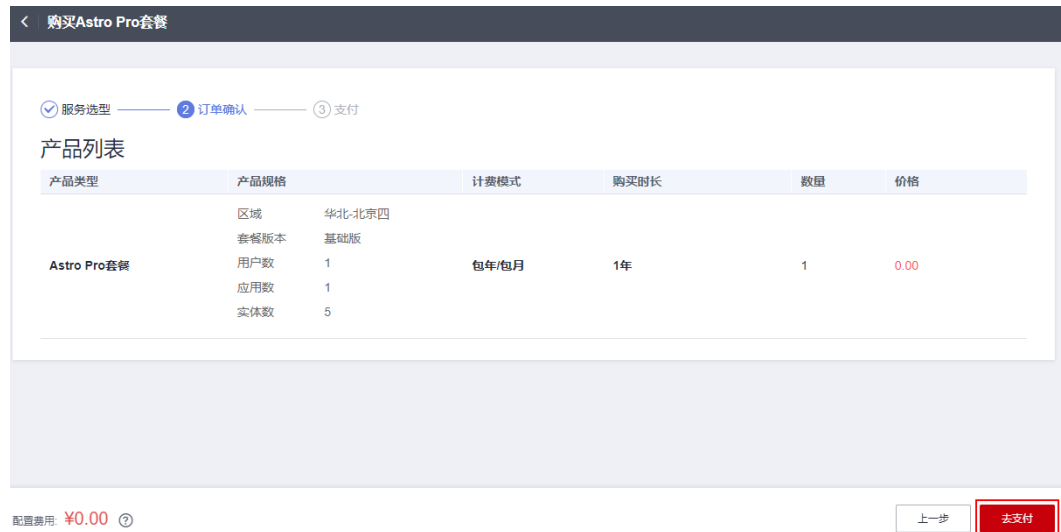 购买Astro Pro套餐
服务选型 2 订单确认 3 支付
产品列表
产品类型 产品规格 计费模式 购买时长 数量 价格
区域 华北-北京四
套餐版本 基础版
Astro Pro套餐 用户数 1 包年/包月 1年 1 0.00
应用数 1
实体数 5
配置费用: ¥0.00 ? 上一步 去支付